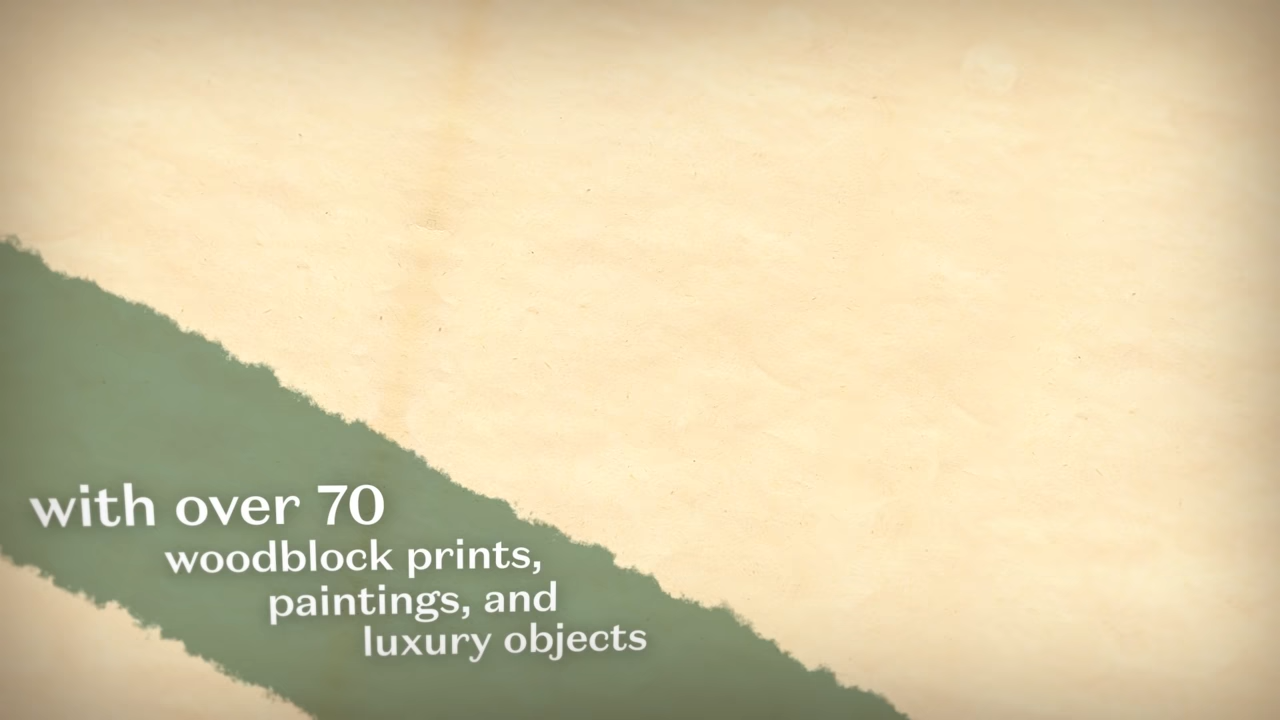 with over 70
woodblock prints,
paintings, and
luxury objects